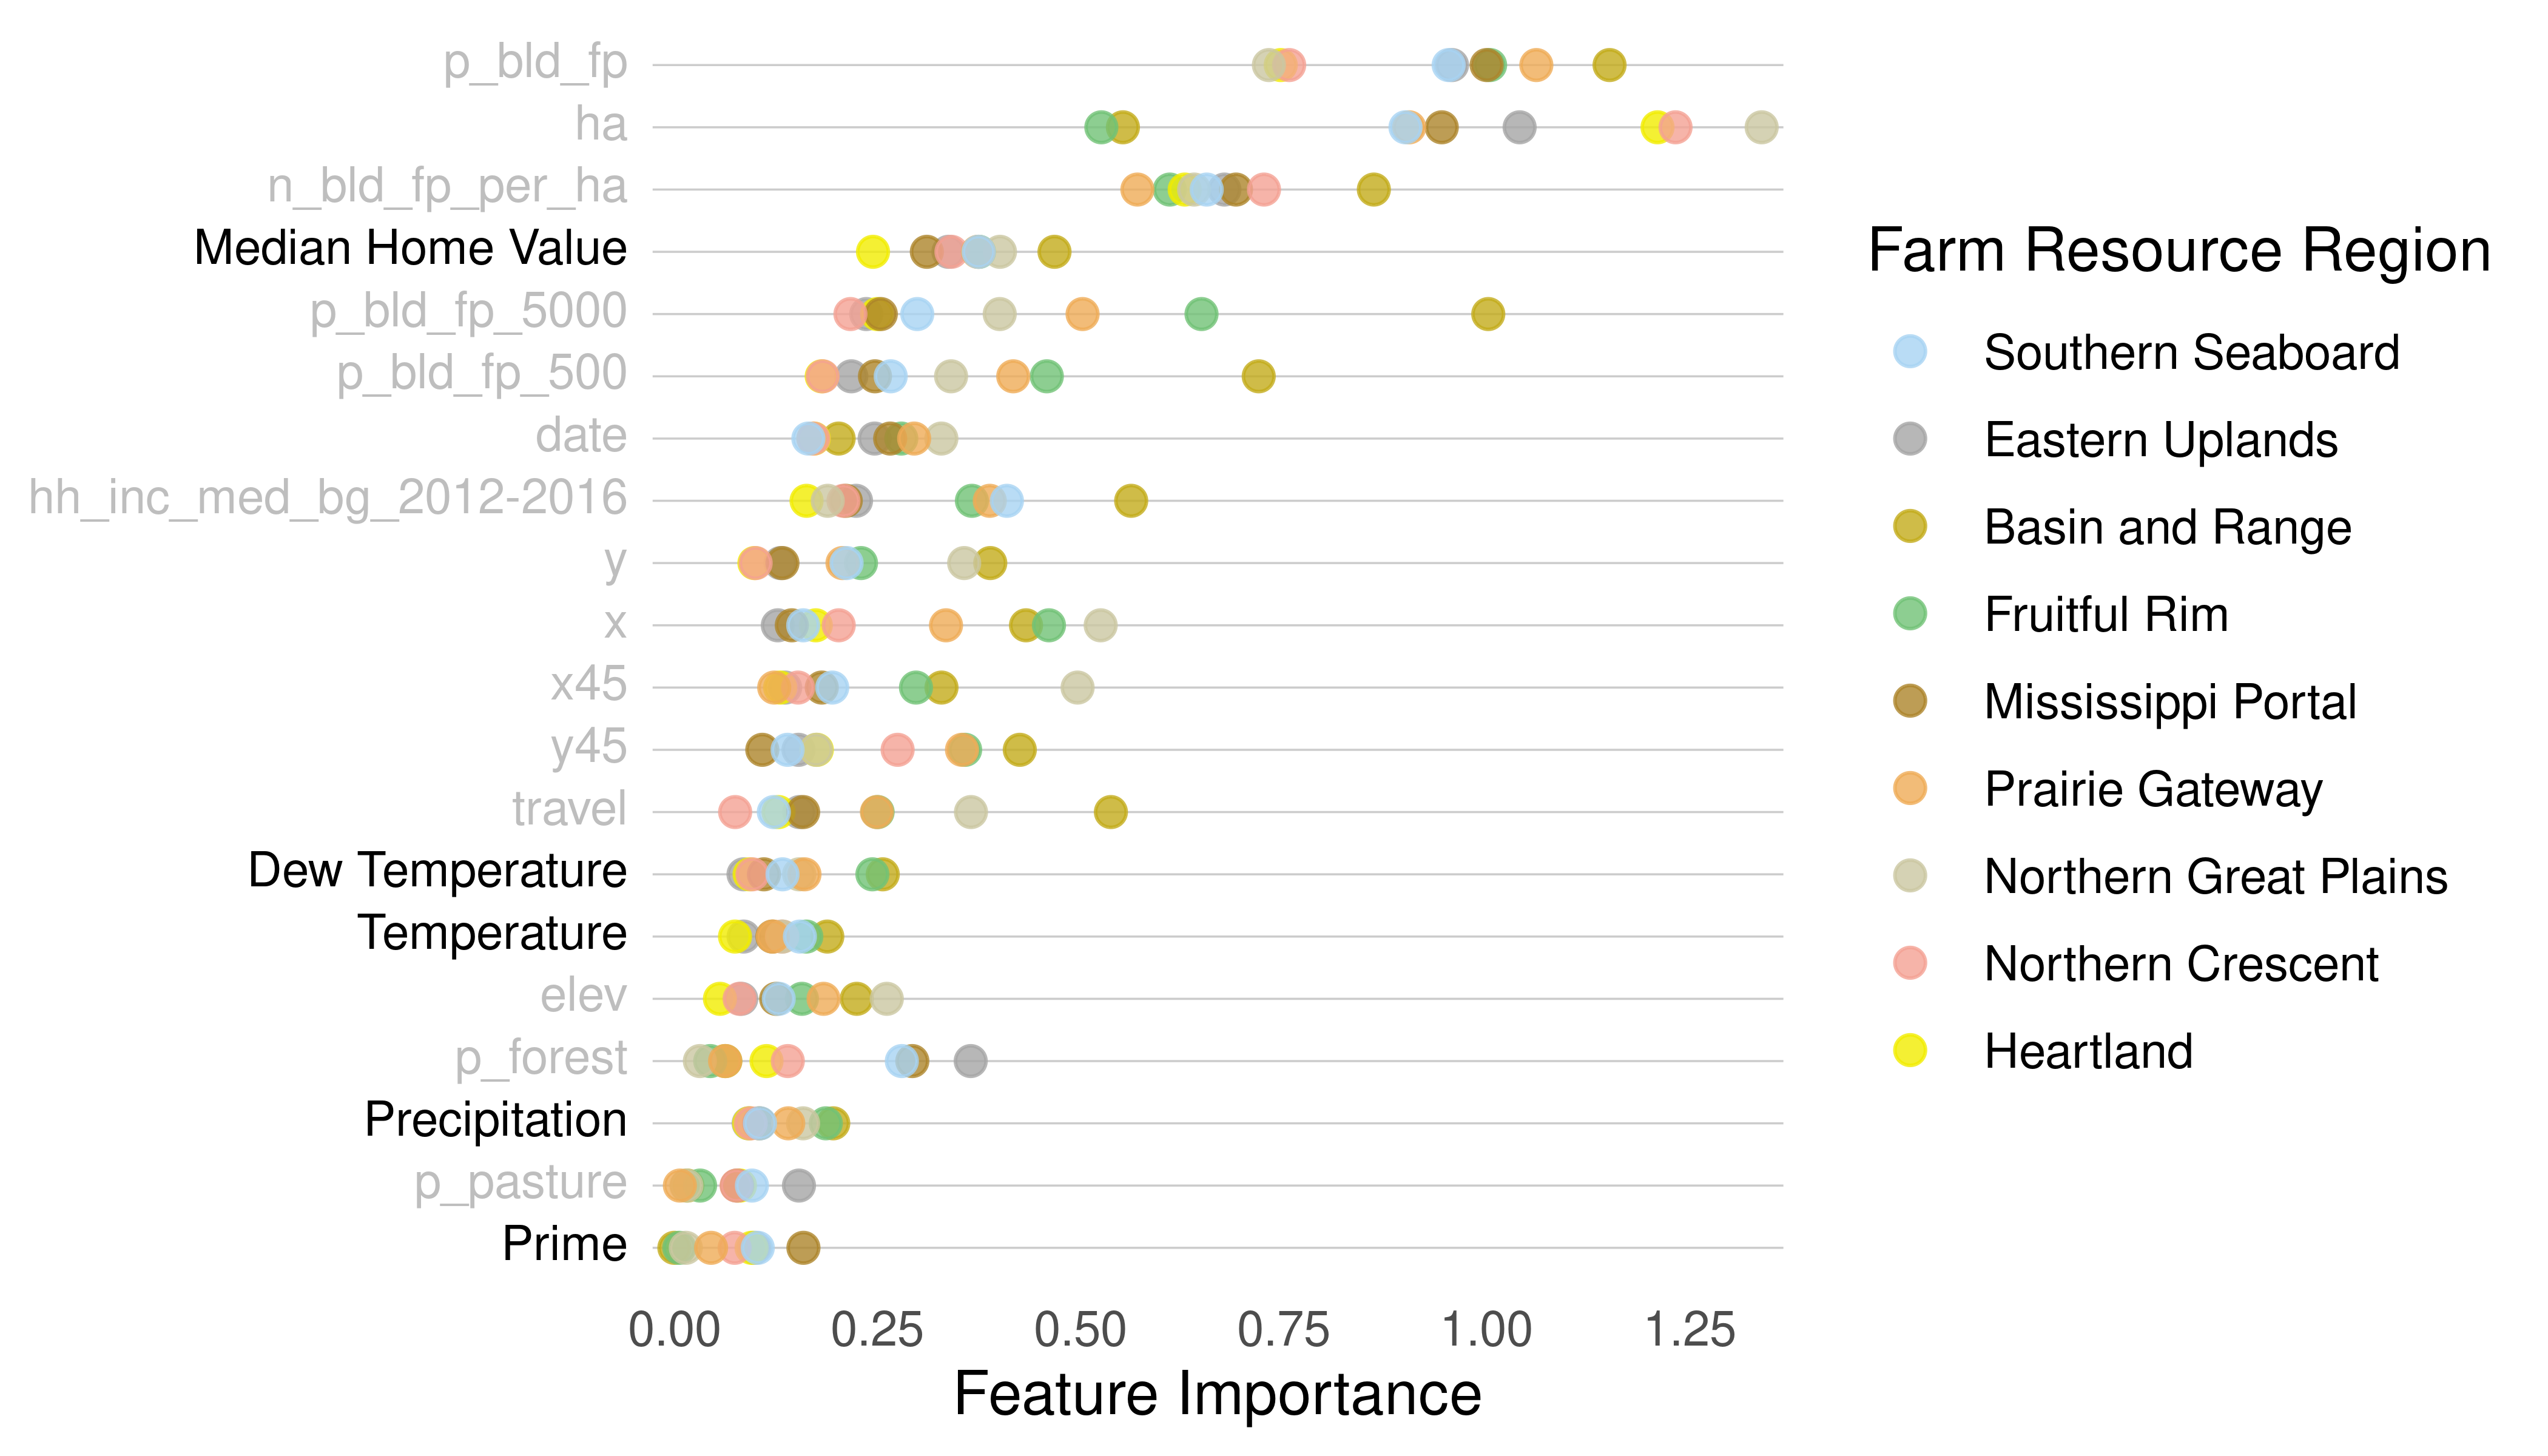 p_bld_fp
ha
n_bld_fp_per_ha
Median Home Value
p_bld_fp_5000
p_bld_fp_500
date
hh_inc_med_bg_2012-2016
y
x
x45
y45
travel
Dew Temperature
Temperature
elev
p_forest
Precipitation
p_pasture
Prime
0.00 0.25 0.50 0.75 1.00 1.25
Feature Importance
Farm Resource Region
Southern Seaboard
Eastern Uplands
Basin and Range
Fruitful Rim
Mississippi Portal
Prairie Gateway
Northern Great Plains
Northern Crescent
Heartland